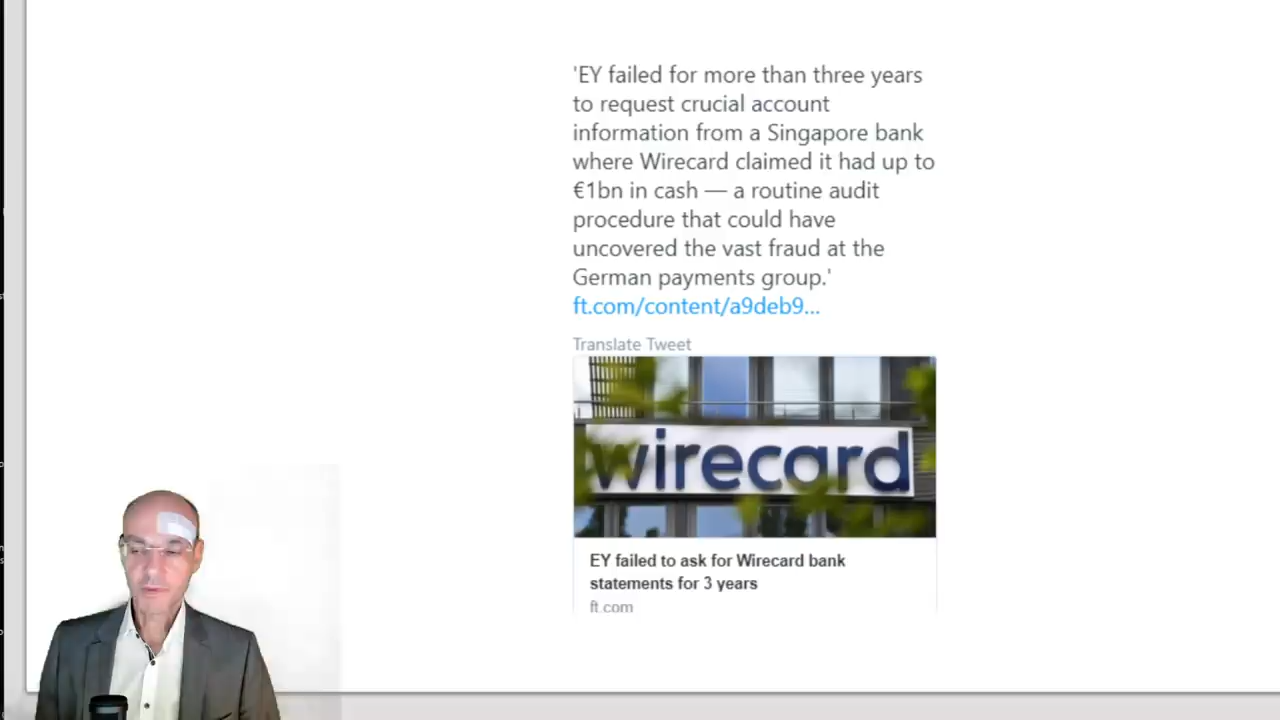 'EY failed for more than three years
to request crucial account
information from a Singapore bank
where Wirecard claimed it had up to
€1bn in cash — a routine audit
procedure that could have
uncovered the vast fraud at the
German payments group.'
ft.com/content/a9deb9...
Translate Tweet
wirecard
EY failed to ask for Wirecard bank
statements for 3 years
ft.com